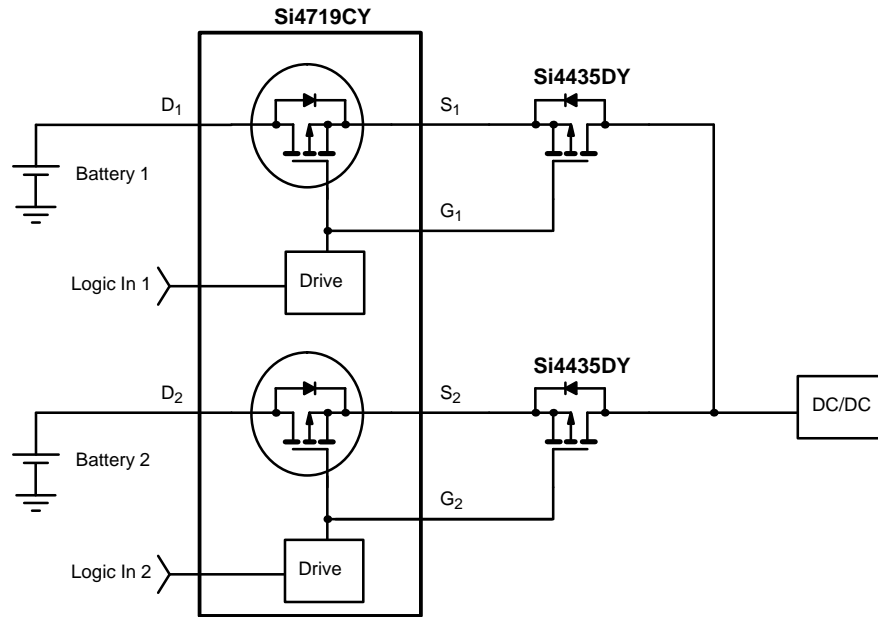 Si4719CY
Si4435DY
D1
S1
Battery 1
G1
Logic In 1
Drive
Si4435DY
D2
S2
DC/DC
Battery 2
G2
Logic In 2
Drive